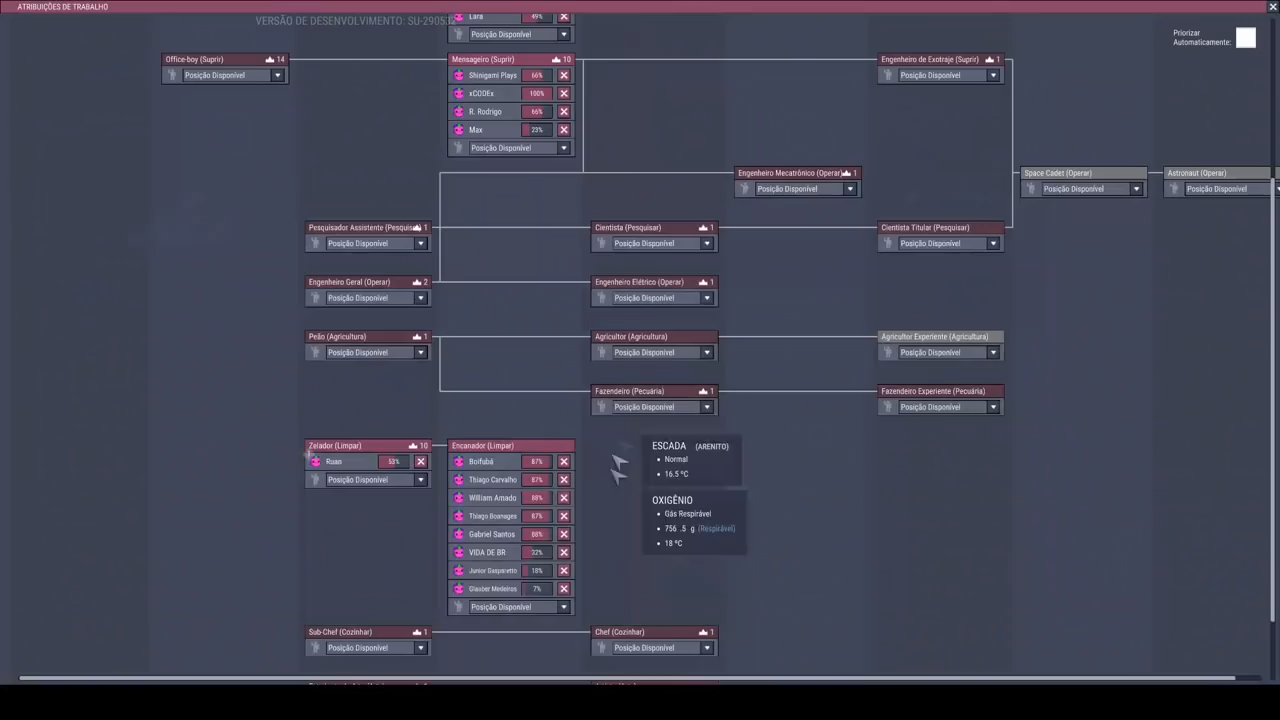 ATRIBUIÇÕES DE TRABALHO
VERSÃO DE DESENVOLVIMENTO: SU-290532
Priorizar
Automaticamente:
Lara 49%
Posição Disponível
Office-boy (Suprir) 14
Posição Disponível
Mensageiro (Suprir) 10
Shinigami Plays 66%
xCODEx 100%
R. Rodrigo 66%
Max 23%
Posição Disponível
Engenheiro de Exotraje (Suprir) 1
Posição Disponível
Engenheiro Mecatrônico (Operar) 1
Posição Disponível
Space Cadet (Operar)
Posição Disponível
Astronaut (Operar)
Posição Disponível
Pesquisador Assistente (Pesquisar 1
Posição Disponível
Cientista (Pesquisar) 1
Posição Disponível
Cientista Titular (Pesquisar)
Posição Disponível
Engenheiro Geral (Operar) 2
Posição Disponível
Engenheiro Elétrico (Operar) 1
Posição Disponível
Peão (Agricultura) 1
Posição Disponível
Agricultor (Agricultura)
Posição Disponível
Agricultor Experiente (Agricultura)
Posição Disponível
Fazendeiro (Pecuária) 1
Posição Disponível
Fazendeiro Experiente (Pecuária)
Posição Disponível
Zelador (Limpar) 10
Ruan 53%
Posição Disponível
Encanador (Limpar)
Boifubá 87%
Thiago Carvalho 87%
William Amado 88%
Thiago Boanages 87%
Gabriel Santos 88%
VIDA DE BR 32%
Junior Gasparetto 18%
Glauber Medeiros 7%
Posição Disponível
ESCADA (ARENITO)
Normal
16.5 ºC
OXIGÊNIO
Gás Respirável
756 .5 g (Respirável)
18 ºC
Sub-Chef (Cozinhar) 1
Posição Disponível
Chef (Cozinhar) 1
Posição Disponível